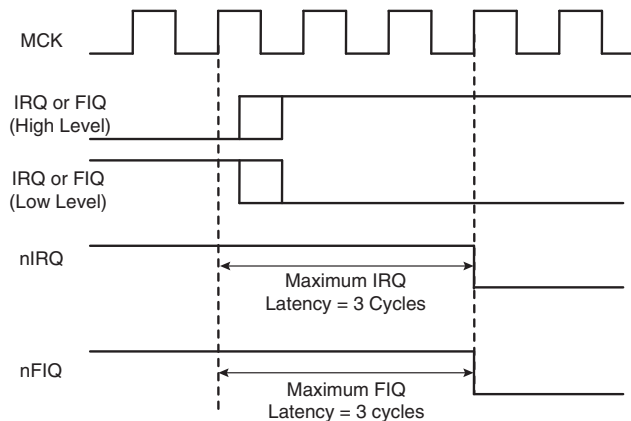 MCK
IRQ or FIQ
(High Level)
IRQ or FIQ
(Low Level)
nIRQ
Maximum IRQ
Latency = 3 Cycles
nFIQ
Maximum FIQ
Latency = 3 cycles